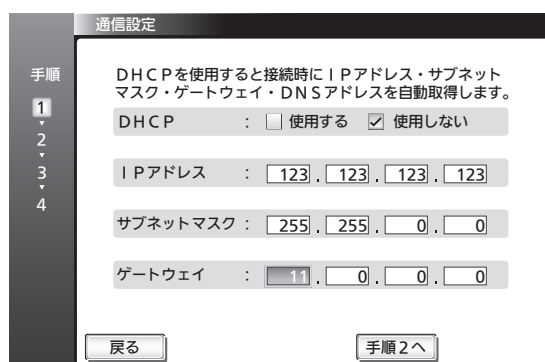 通信設定
手順
1
2
3
4
DHCPを使用すると接続時にIPアドレス・サブネット
マスク・ゲートウェイ・DNSアドレスを自動取得します。
DHCP : 使用する 使用しない
IPアドレス : 123 . 123 . 123 . 123
サブネットマスク : 255 . 255 . 0 . 0
ゲートウェイ : 11 . 0 . 0 . 0
戻る 手順2へ